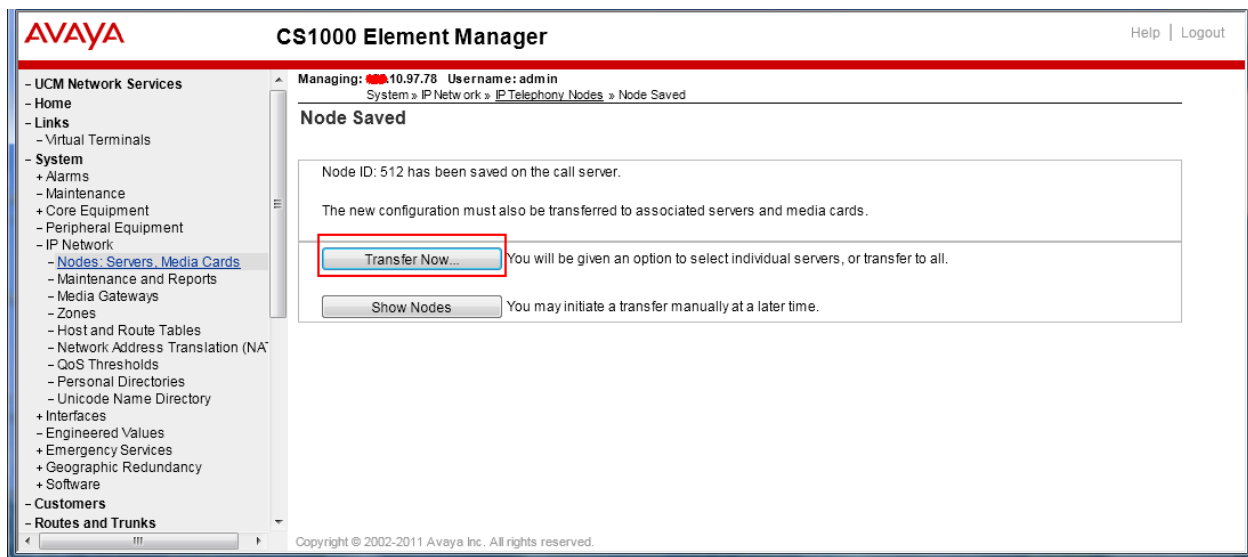 AVAYA
CS1000 Element Manager
Help | Logout
- UCM Network Services
- Home
- Links
- Virtual Terminals
- System
+ Alarms
- Maintenance
+ Core Equipment
- Peripheral Equipment
- IP Network
- Nodes: Servers, Media Cards
- Maintenance and Reports
- Media Gateways
- Zones
- Host and Route Tables
- Network Address Translation (NA
- QoS Thresholds
- Personal Directories
- Unicode Name Directory
+ Interfaces
- Engineered Values
+ Emergency Services
+ Geographic Redundancy
+ Software
- Customers
- Routes and Trunks
Managing: .10.97.78 Username: admin
System » IP Network » IP Telephony Nodes » Node Saved
Node Saved
Node ID: 512 has been saved on the call server.
The new configuration must also be transferred to associated servers and media cards.
Transfer Now... You will be given an option to select individual servers, or transfer to all.
Show Nodes You may initiate a transfer manually at a later time.
Copyright © 2002-2011 Avaya Inc. All rights reserved.